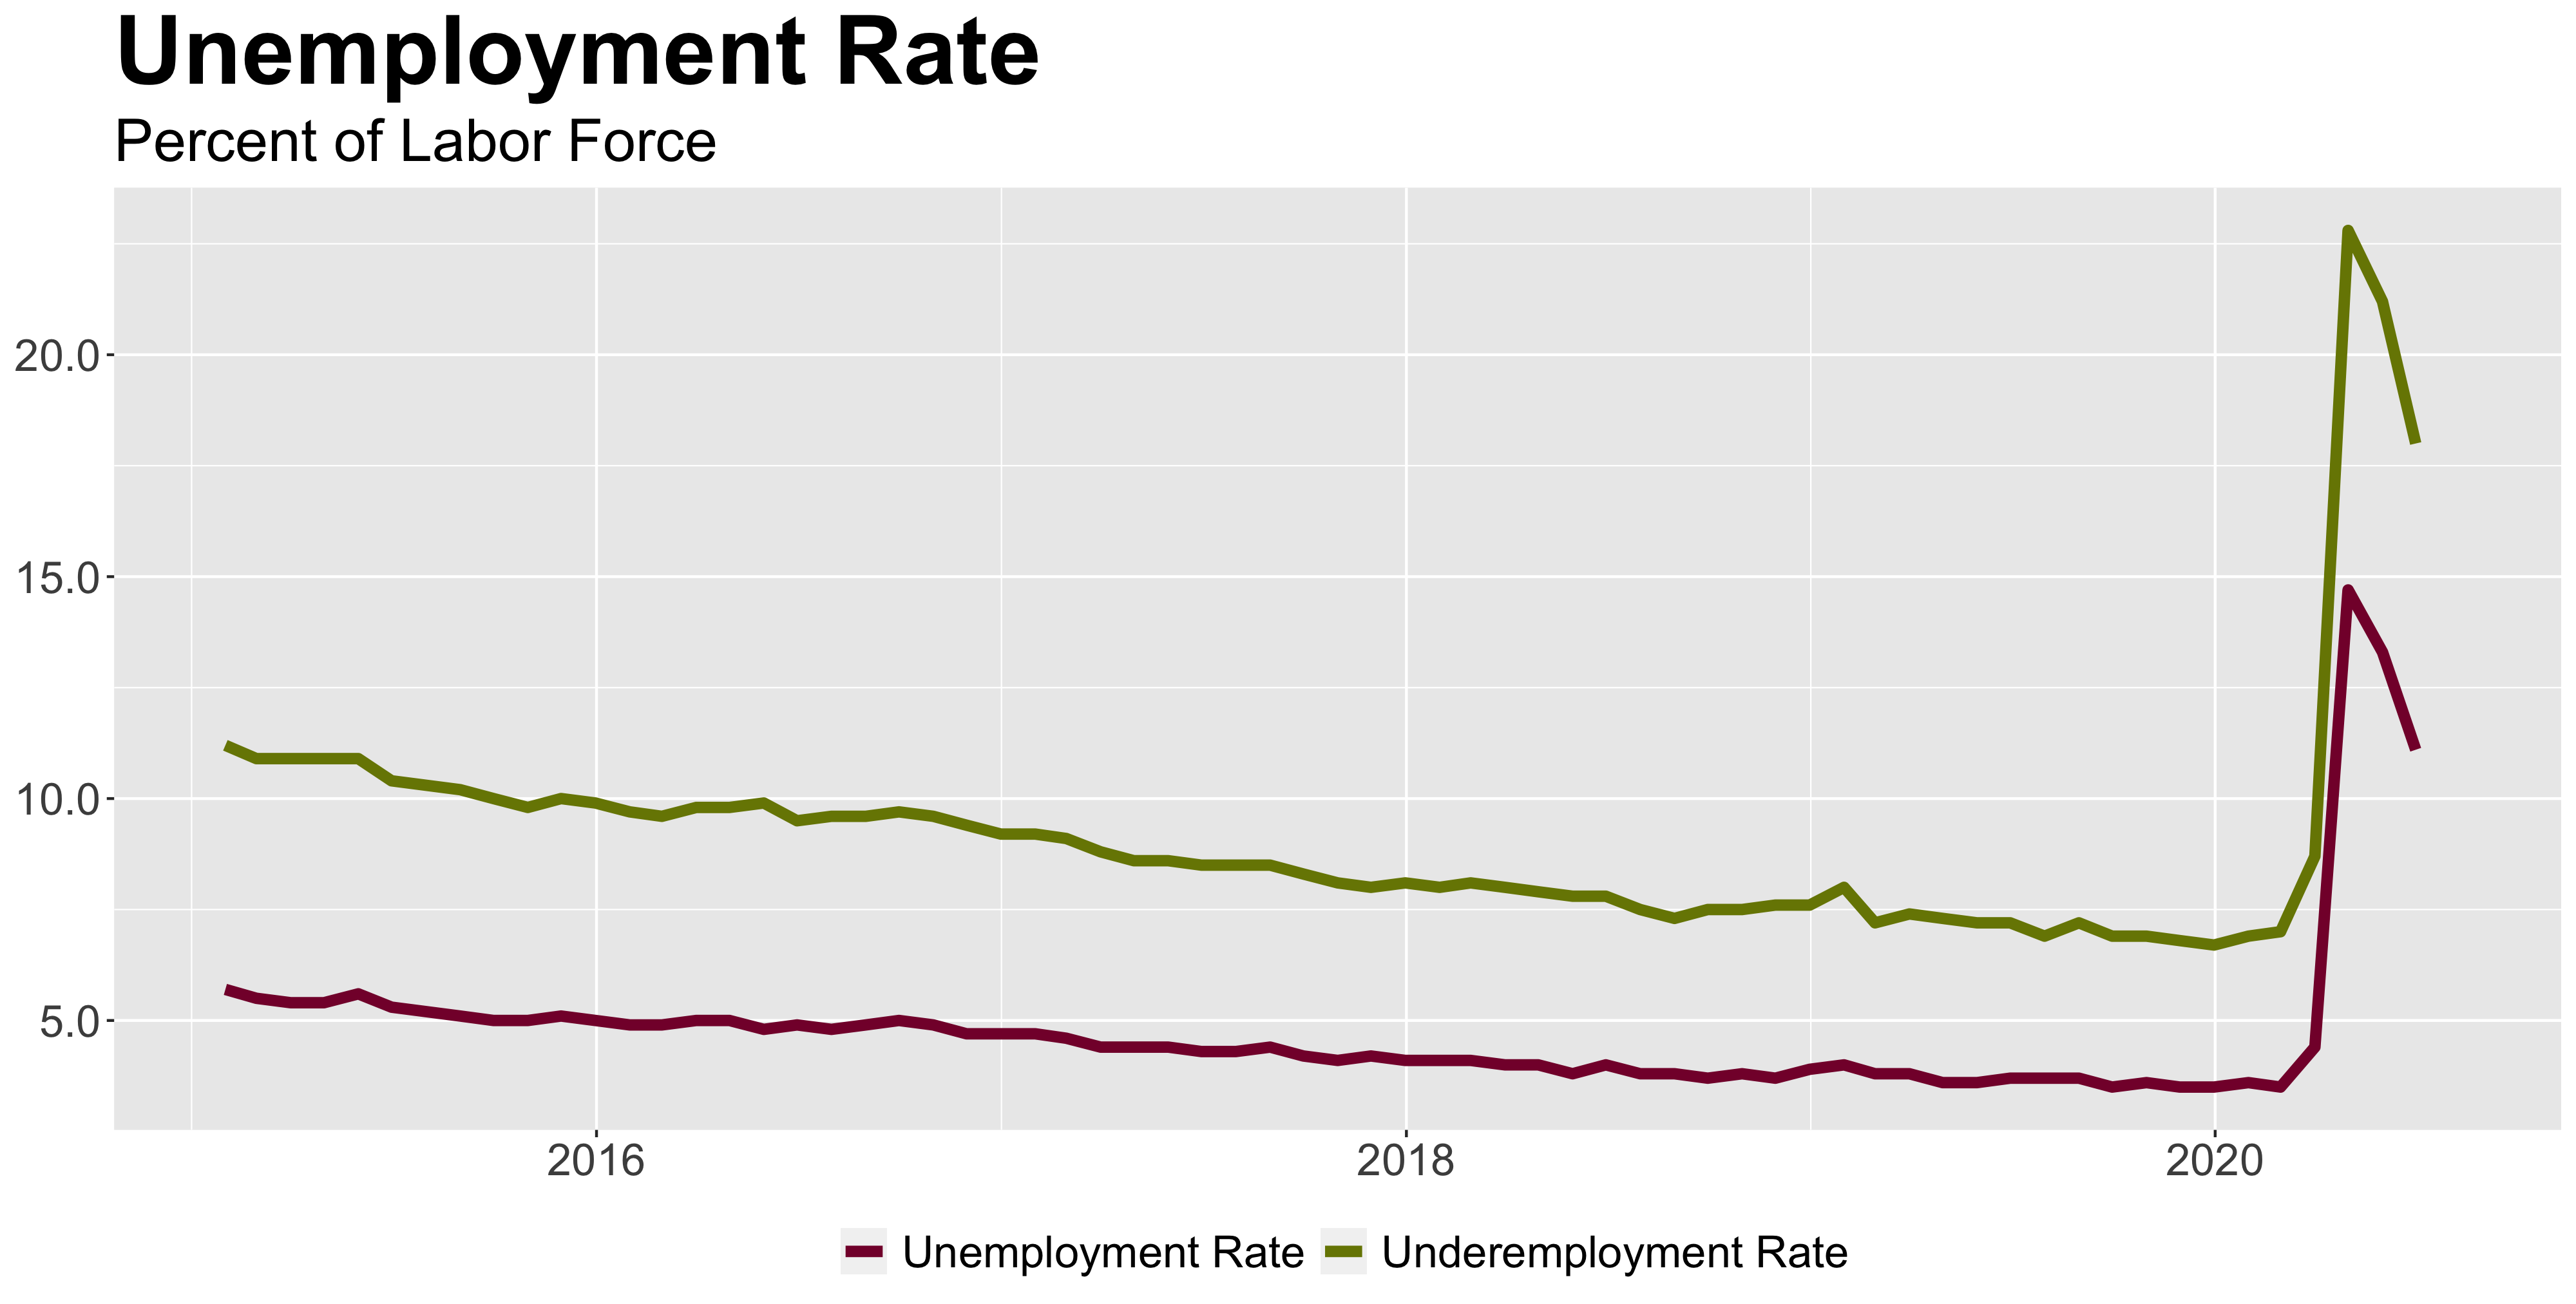 Unemployment Rate
Percent of Labor Force
20.0
15.0
10.0
5.0
2016 2018 2020
Unemployment Rate Underemployment Rate